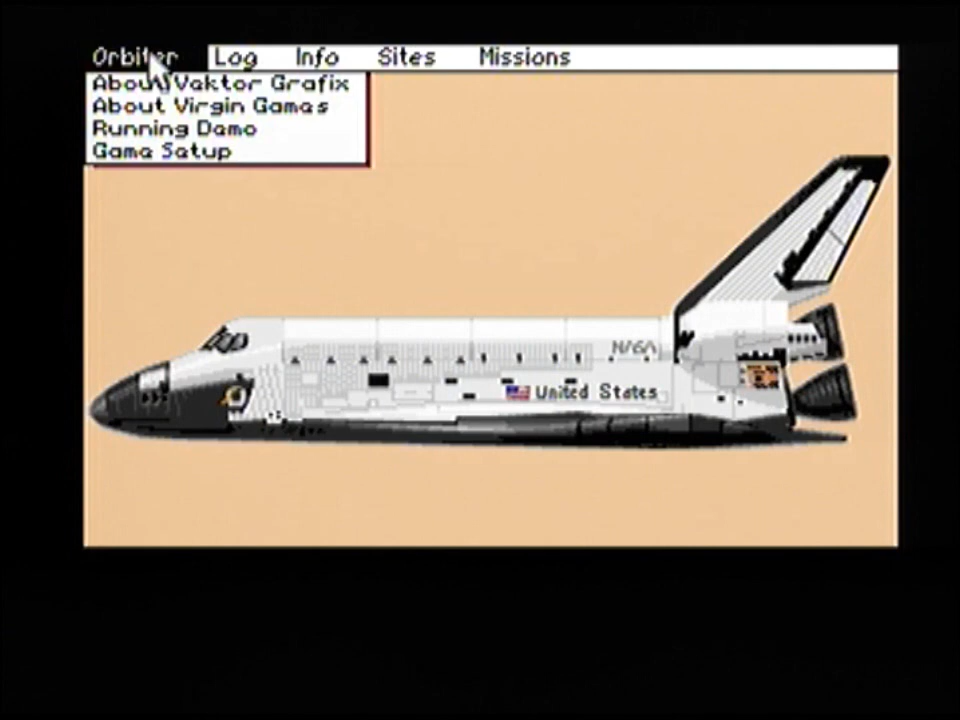 Orbiter Log Info Sites Missions
About Vektor Grafix
About Virgin Games
Running Demo
Game Setup
NASA
United States